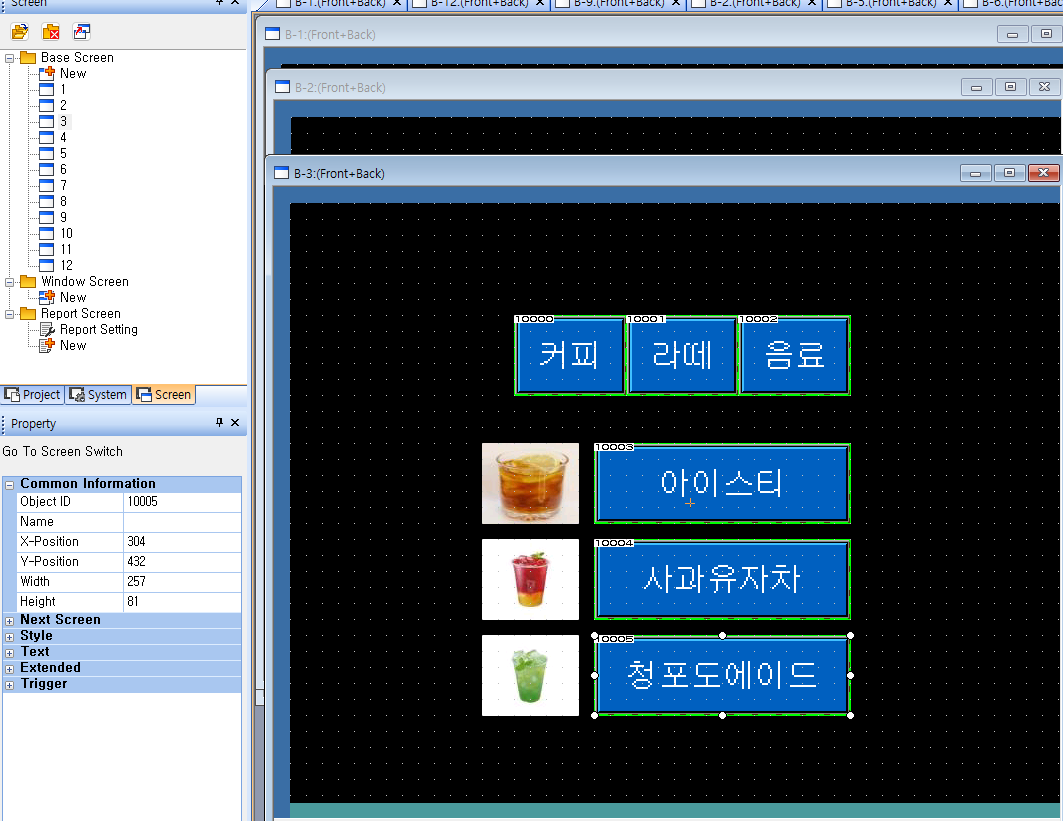 Screen
B-1:(Front+Back) B-12:(Front+Back) B-9:(Front+Back) B-2:(Front+Back) B-5:(Front+Back)
B-1:(Front+Back)
B-2:(Front+Back)
B-3:(Front+Back)
Base Screen
New
1
2
3
4
5
6
7
8
9
10
11
12
Window Screen
New
Report Screen
Report Setting
New
Project System Screen
Property
Go To Screen Switch
Common Information
Object ID 10005
Name
X-Position 304
Y-Position 432
Width 257
Height 81
Next Screen
Style
Text
Extended
Trigger
10000 10001 10002
커피 라떼 음료
10003
아이스티
10004
사과유자차
10005
청포도에이드